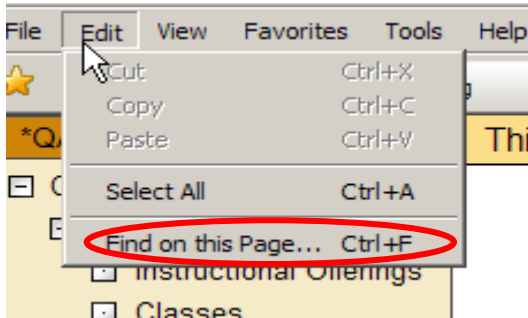 File Edit View Favorites Tools Help
Cut Ctrl+X
Copy Ctrl+C
Paste Ctrl+V
Select All Ctrl+A
Find on this Page... Ctrl+F
Instructional Offerings
Classes